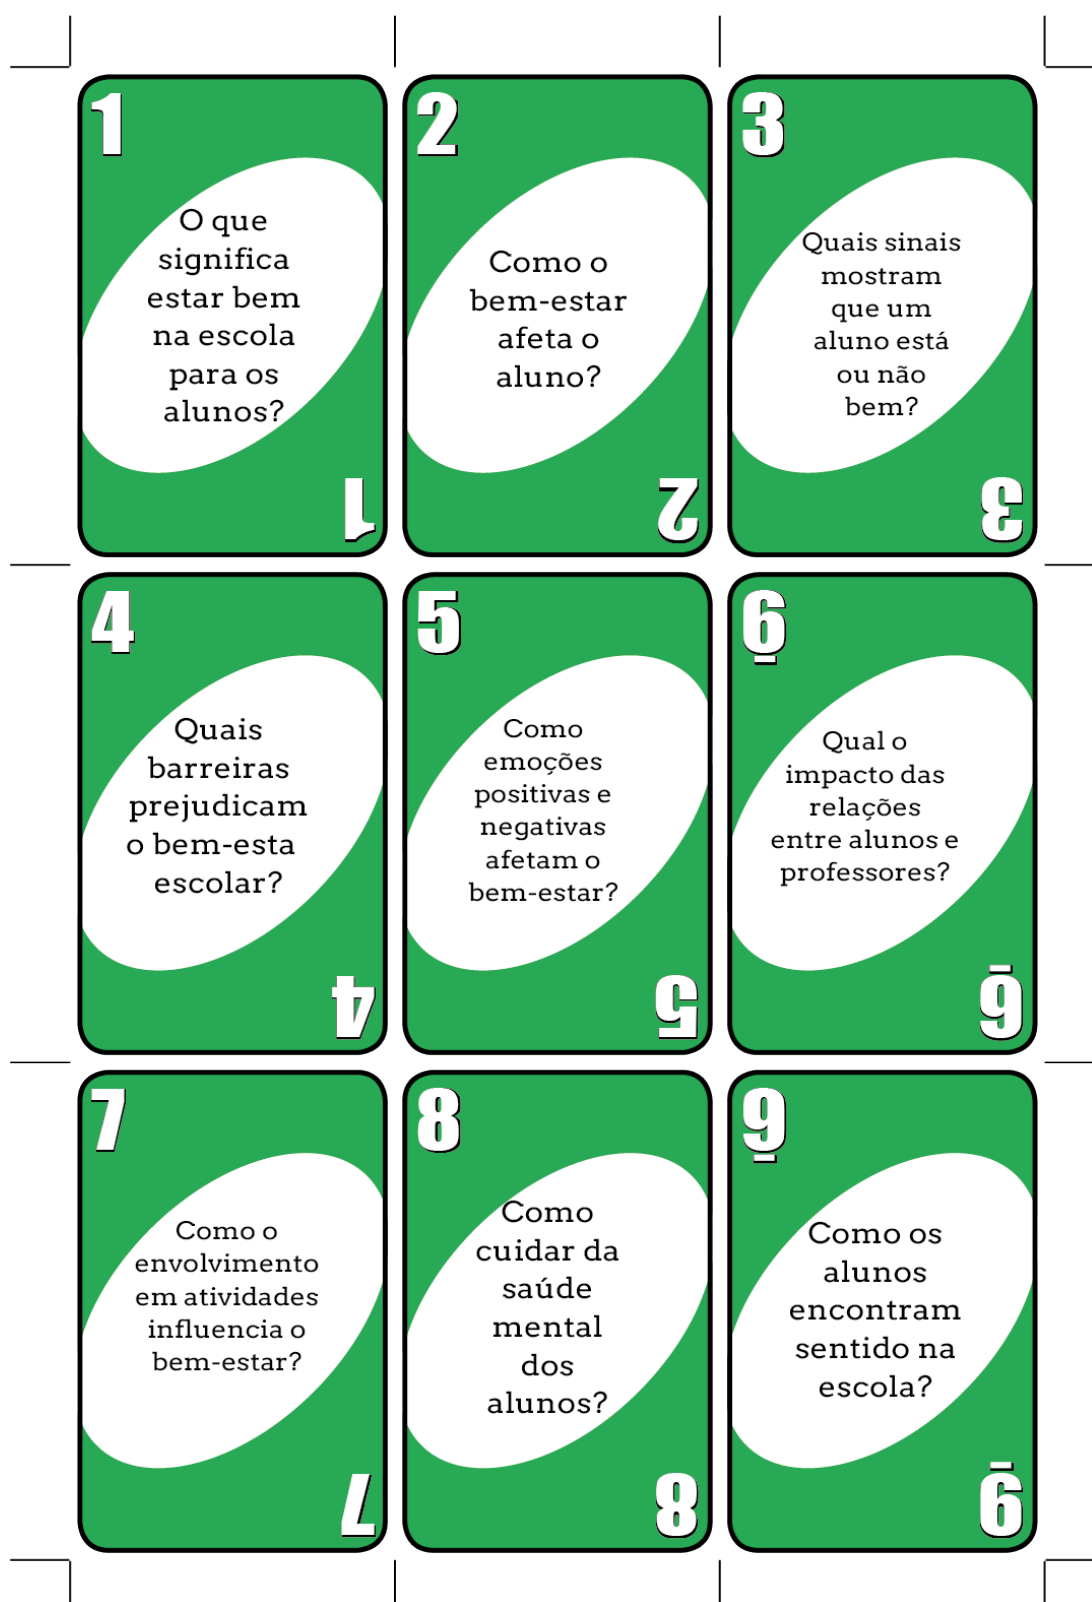 1
O que
significa
estar bem
na escola
para os
alunos?
1
2
Como o
bem-estar
afeta o
aluno?
2
3
Quais sinais
mostram
que um
aluno está
ou não
bem?
3
4
Quais
barreiras
prejudicam
o bem-esta
escolar?
4
5
Como
emoções
positivas e
negativas
afetam o
bem-estar?
5
6
Qual o
impacto das
relações
entre alunos e
professores?
6
7
Como o
envolvimento
em atividades
influencia o
bem-estar?
7
8
Como
cuidar da
saúde
mental
dos
alunos?
8
9
Como os
alunos
encontram
sentido na
escola?
9